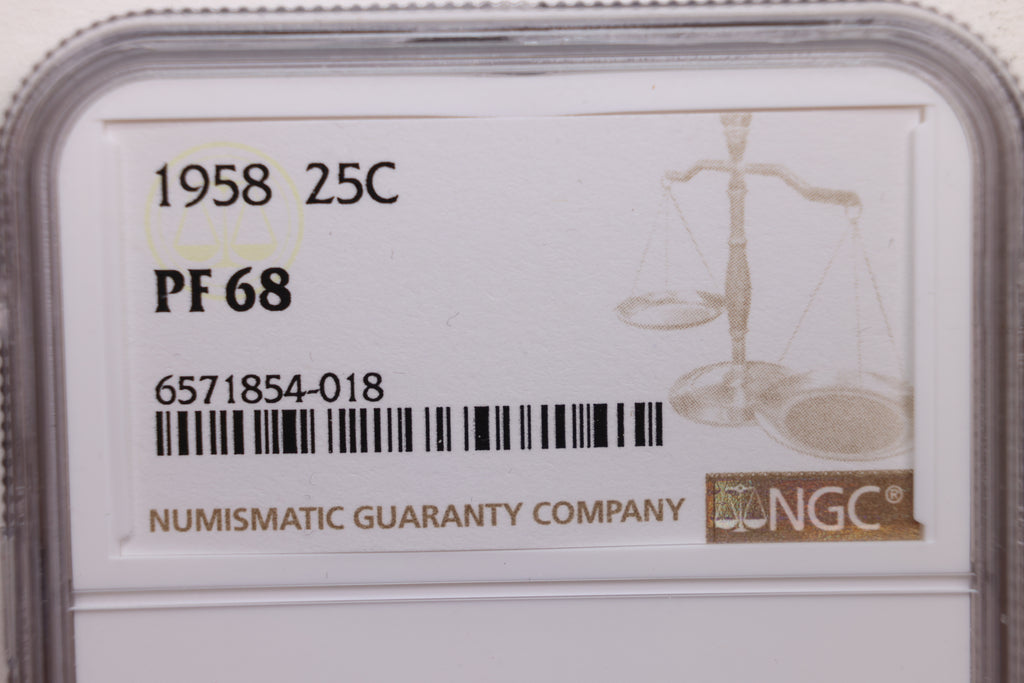 1958 25C
PF 68
6571854-018
NUMISMATIC GUARANTY COMPANY
NGC®